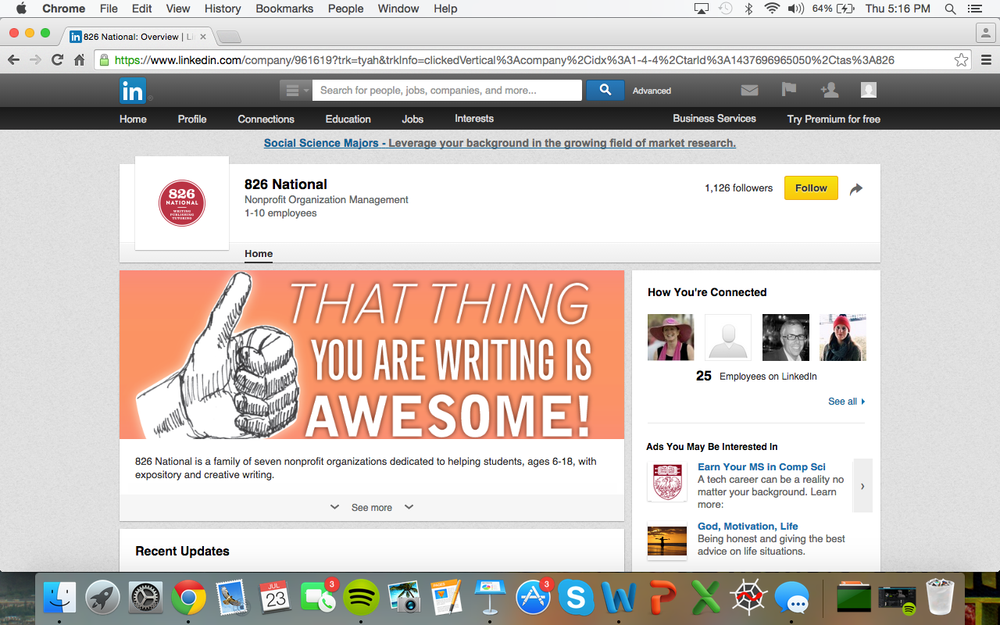 Chrome File Edit View History Bookmarks People Window Help 64% Thu 5:16 PM
826 National: Overview | Li
https://www.linkedin.com/company/961619?trk=tyah&trkInfo=clickedVertical%3Acompany%2Cidx%3A1-4-4%2CtarId%3A1437696965050%2Ctas%3A826
in Search for people, jobs, companies, and more... Advanced
Home Profile Connections Education Jobs Interests Business Services Try Premium for free
Social Science Majors - Leverage your background in the growing field of market research.
826
NATIONAL
WRITING
PUBLISHING
TUTORING
826 National
Nonprofit Organization Management
1-10 employees
1,126 followers Follow
Home
THAT THING
YOU ARE WRITING IS
AWESOME!
826 National is a family of seven nonprofit organizations dedicated to helping students, ages 6-18, with
expository and creative writing.
See more
Recent Updates
How You're Connected
25 Employees on LinkedIn
See all
Ads You May Be Interested In
Earn Your MS in Comp Sci
A tech career can be a reality no
matter your background. Learn
more:
God, Motivation, Life
Being honest and giving the best
advice on life situations.
JUL
23
3
PAGES
3